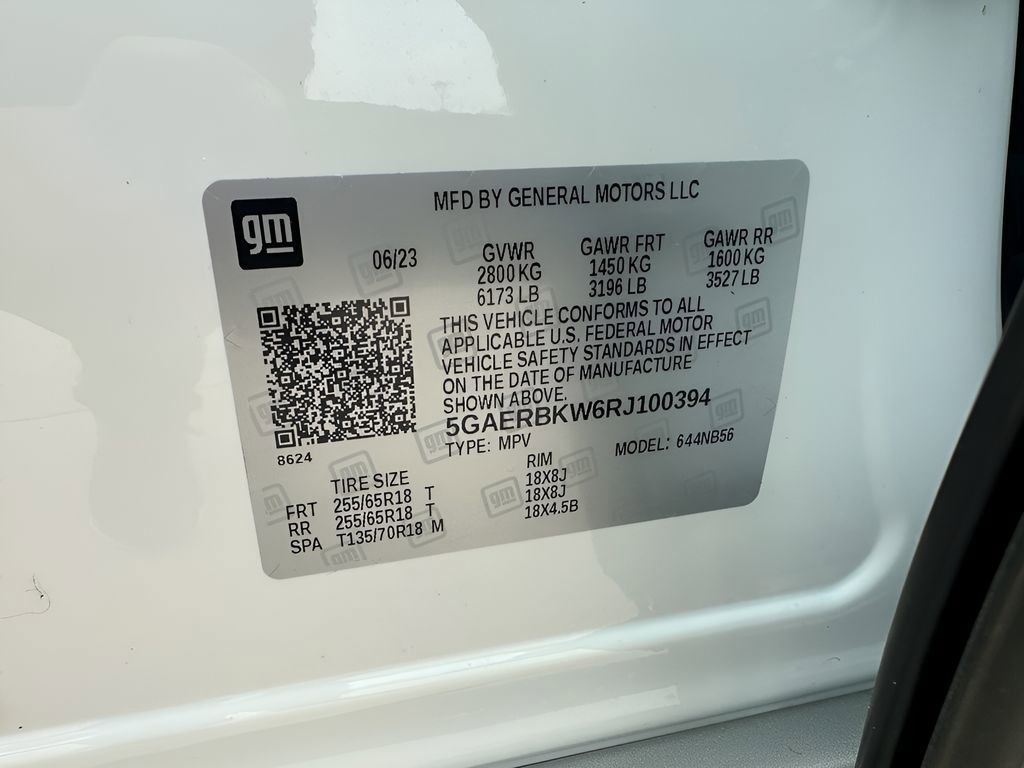 MFD BY GENERAL MOTORS LLC
gm
06/23
GVWR GAWR FRT GAWR RR
2800 KG 1450 KG 1600 KG
6173 LB 3196 LB 3527 LB
THIS VEHICLE CONFORMS TO ALL
APPLICABLE U.S. FEDERAL MOTOR
VEHICLE SAFETY STANDARDS IN EFFECT
ON THE DATE OF MANUFACTURE
SHOWN ABOVE.
5GAERBKW6RJ100394
TYPE: MPV MODEL: 644NB56
8624
TIRE SIZE RIM
FRT 255/65R18 T 18X8J
RR 255/65R18 T 18X8J
SPA T135/70R18 M 18X4.5B